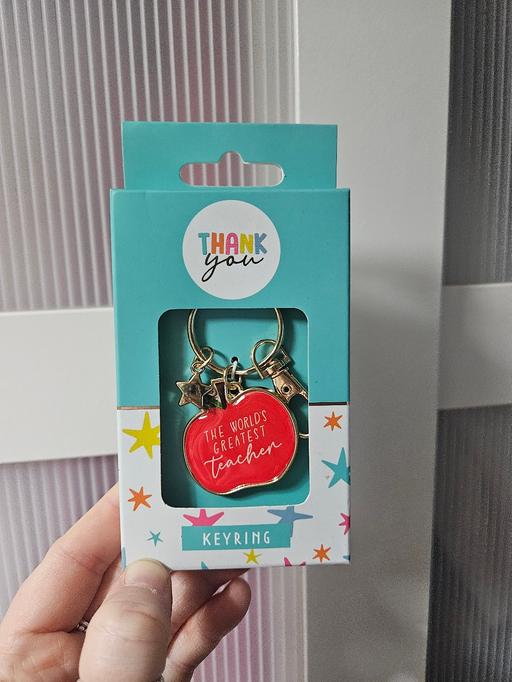 THANK
you
THE WORLD'S
GREATEST
teacher
KEYRING